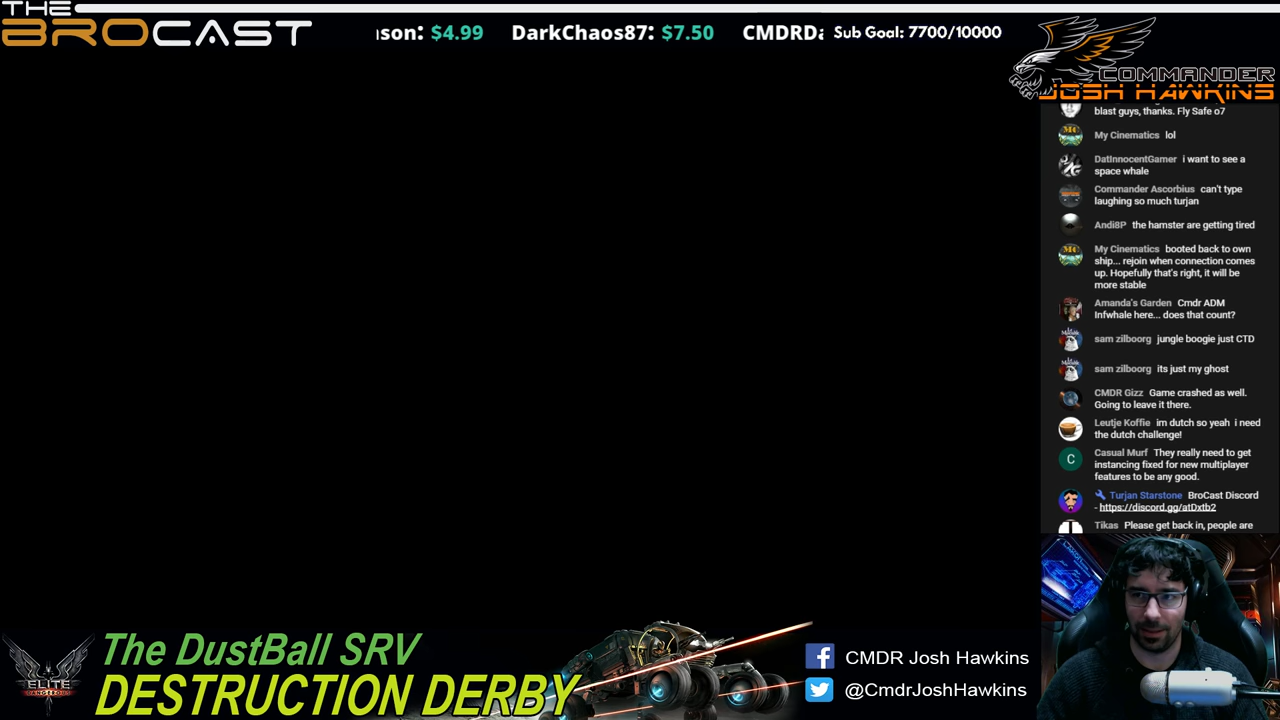 THE
BROCAST
ason: $4.99 DarkChaos87: $7.50 CMDRDa
Sub Goal: 7700/10000
COMMANDER
JOSH HAWKINS
blast guys, thanks. Fly Safe o7
My Cinematics lol
DatInnocentGamer i want to see a
space whale
Commander Ascorbius can't type
laughing so much turjan
Andi8P the hamster are getting tired
My Cinematics booted back to own
ship... rejoin when connection comes
up. Hopefully that's right, it will be
more stable
Amanda's Garden Cmdr ADM
Infwhale here... does that count?
sam zilboorg jungle boogie just CTD
sam zilboorg its just my ghost
CMDR Gizz Game crashed as well.
Going to leave it there.
Leutje Koffie im dutch so yeah i need
the dutch challenge!
C
Casual Murf They really need to get
instancing fixed for new multiplayer
features to be any good.
Turjan Starstone BroCast Discord
- https://discord.gg/atDxtb2
Tikas Please get back in, people are
ELITE
DANGEROUS
The DustBall SRV
DESTRUCTION DERBY
CMDR Josh Hawkins
@CmdrJoshHawkins